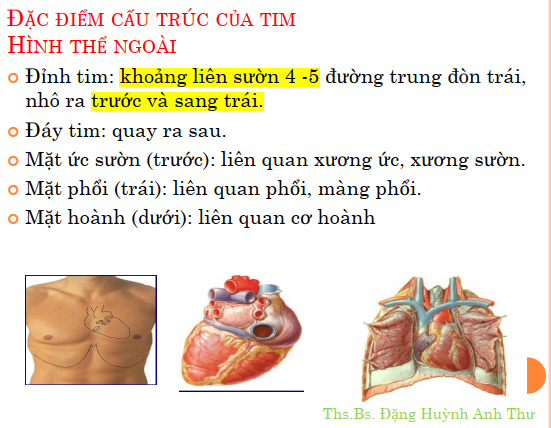 ĐẶC ĐIỂM CẤU TRÚC CỦA TIM
HÌNH THỂ NGOÀI
Đỉnh tim: khoảng liên sườn 4 -5 đường trung đòn trái,
nhô ra trước và sang trái.
Đáy tim: quay ra sau.
Mặt ức sườn (trước): liên quan xương ức, xương sườn.
Mặt phổi (trái): liên quan phổi, màng phổi.
Mặt hoành (dưới): liên quan cơ hoành
Ths.Bs. Đặng Huỳnh Anh Thư